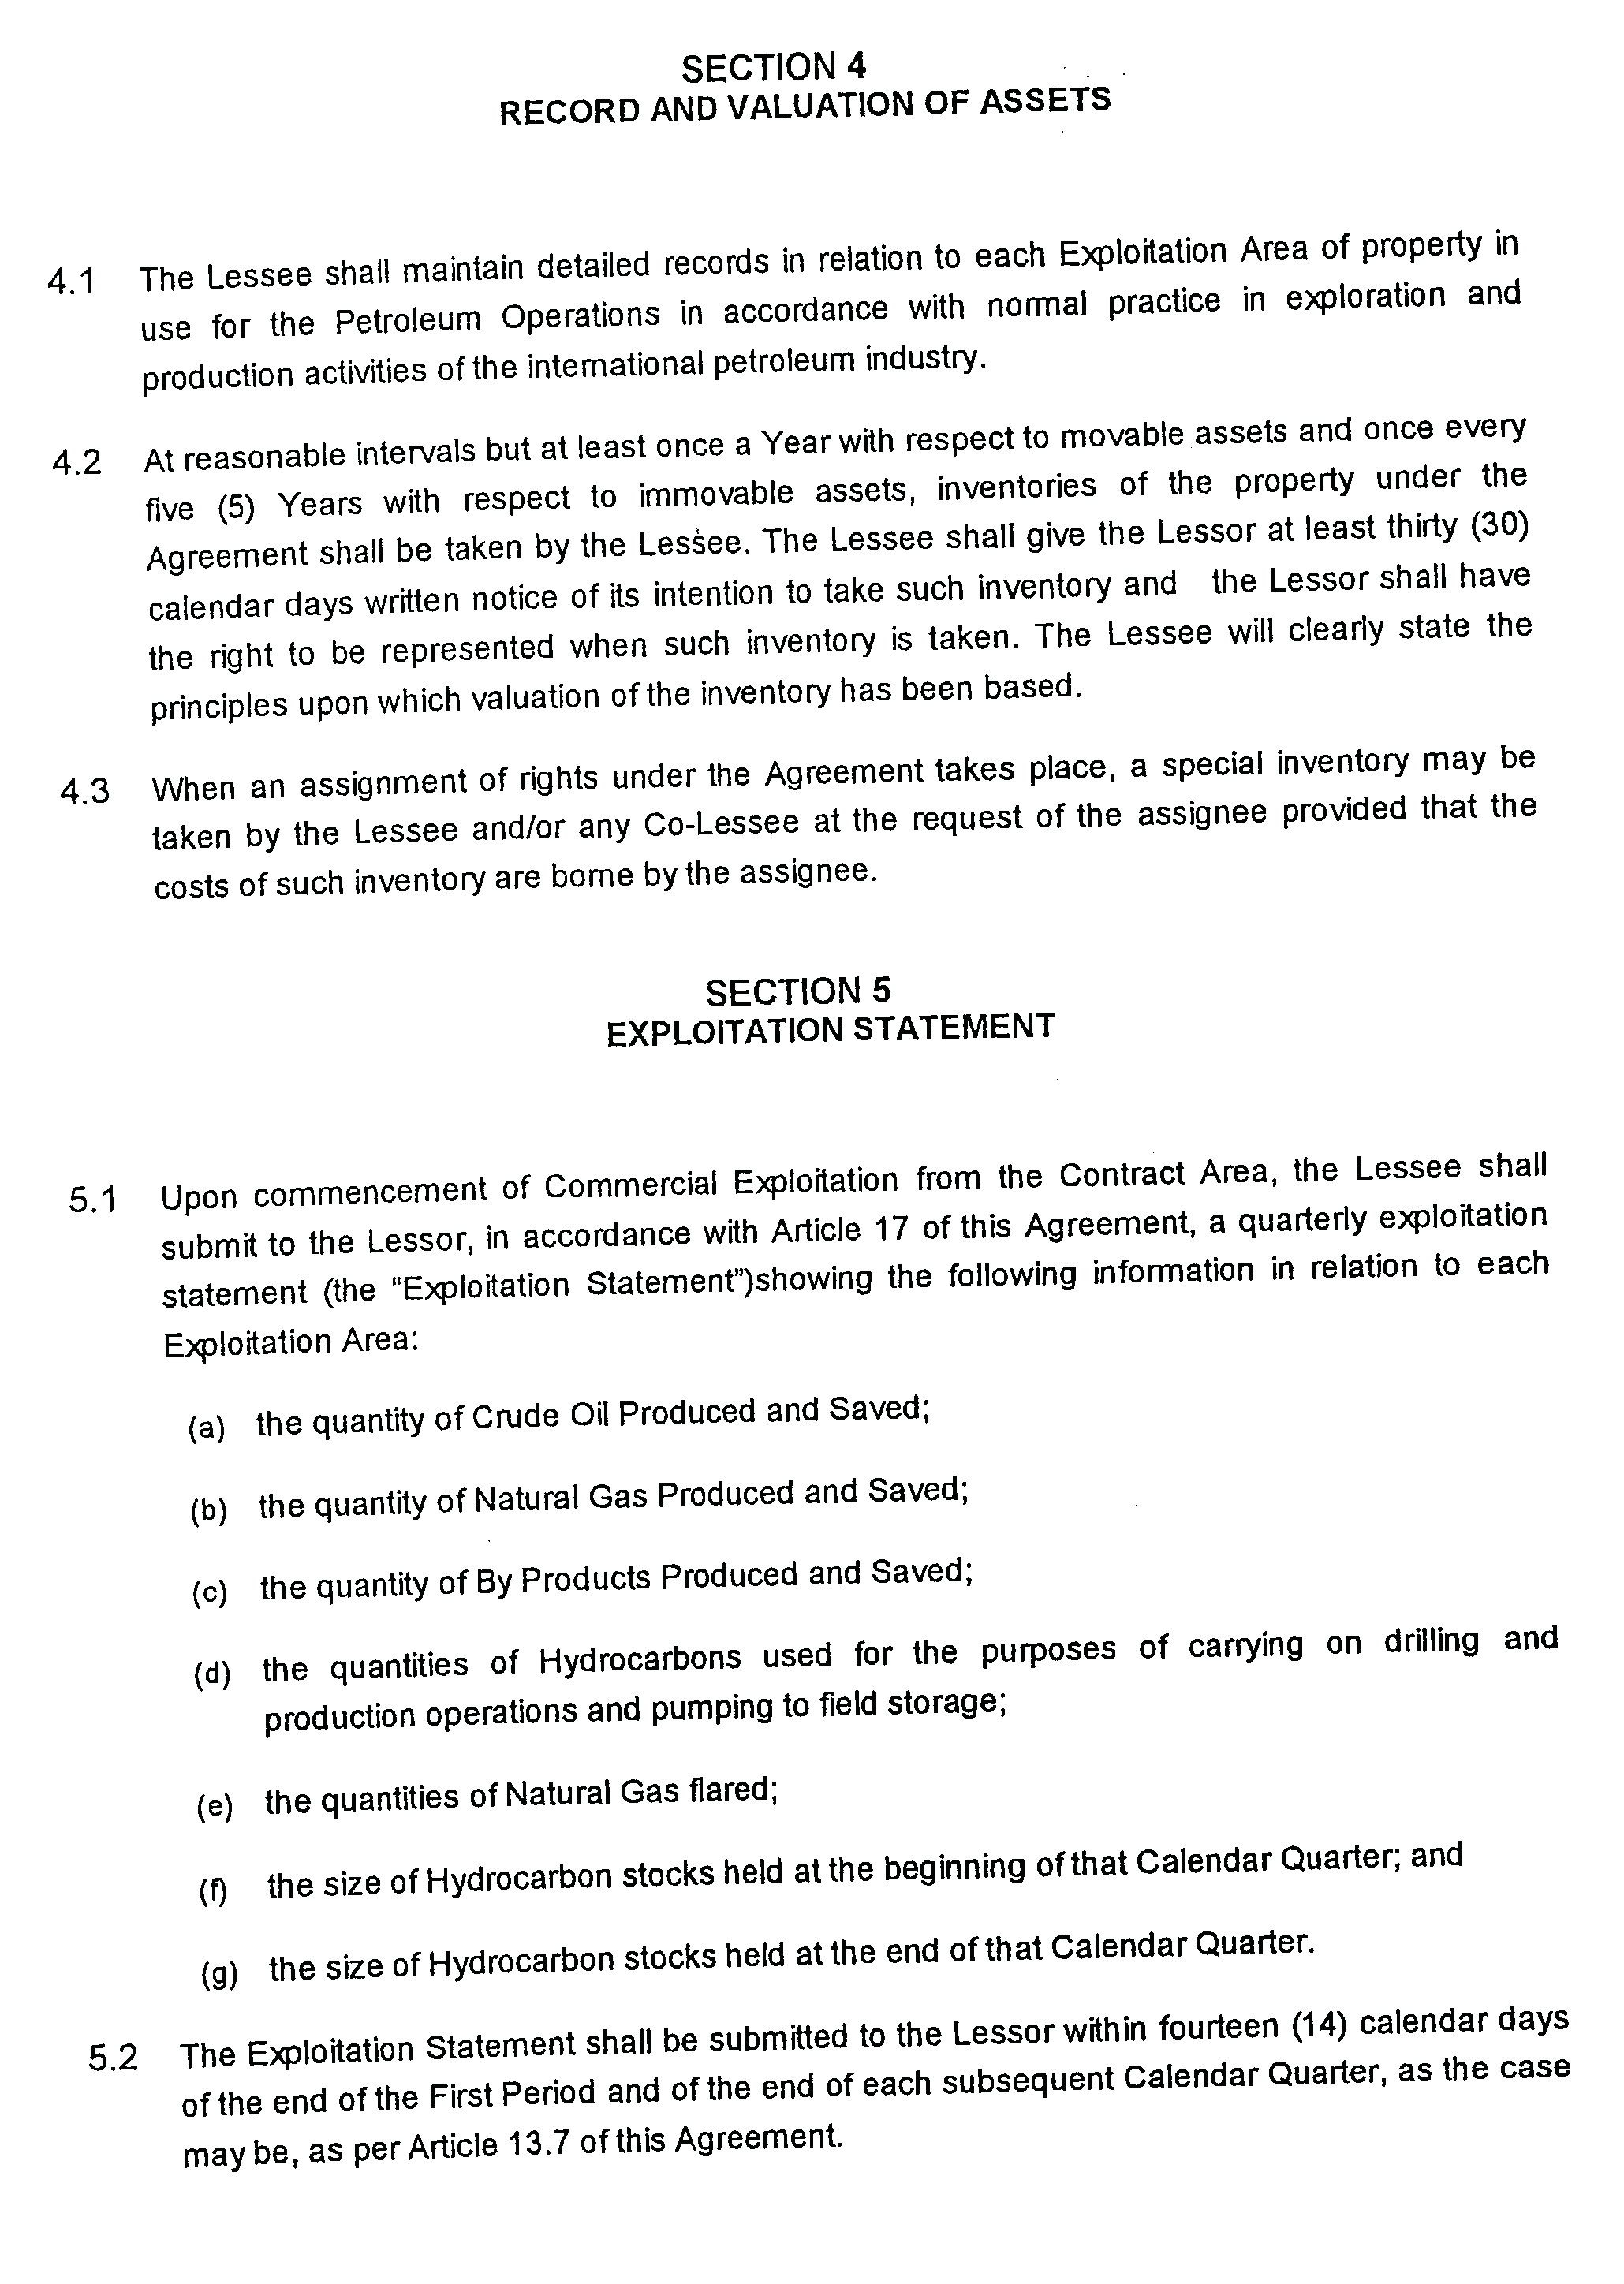 SECTION 4
RECORD AND VALUATION OF ASSETS
4.1 The Lessee shall maintain detailed records in relation to each Exploitation Area of property in
use for the Petroleum Operations in accordance with normal practice in exploration and
production activities of the international petroleum industry.
4.2 At reasonable intervals but at least once a Year with respect to movable assets and once every
five (5) Years with respect to immovable assets, inventories of the property under the
Agreement shall be taken by the Lessee. The Lessee shall give the Lessor at least thirty (30)
calendar days written notice of its intention to take such inventory and the Lessor shall have
the right to be represented when such inventory is taken. The Lessee will clearly state the
principles upon which valuation of the inventory has been based.
4.3 When an assignment of rights under the Agreement takes place, a special inventory may be
taken by the Lessee and/or any Co-Lessee at the request of the assignee provided that the
costs of such inventory are borne by the assignee.
SECTION 5
EXPLOITATION STATEMENT
5.1 Upon commencement of Commercial Exploitation from the Contract Area, the Lessee shall
submit to the Lessor, in accordance with Article 17 of this Agreement, a quarterly exploitation
statement (the "Exploitation Statement")showing the following information in relation to each
Exploitation Area:
(a) the quantity of Crude Oil Produced and Saved;
(b) the quantity of Natural Gas Produced and Saved;
(c) the quantity of By Products Produced and Saved;
(d) the quantities of Hydrocarbons used for the purposes of carrying on drilling and
production operations and pumping to field storage;
(e) the quantities of Natural Gas flared;
(f) the size of Hydrocarbon stocks held at the beginning of that Calendar Quarter; and
(g) the size of Hydrocarbon stocks held at the end of that Calendar Quarter.
5.2 The Exploitation Statement shall be submitted to the Lessor within fourteen (14) calendar days
of the end of the First Period and of the end of each subsequent Calendar Quarter, as the case
may be, as per Article 13.7 of this Agreement.